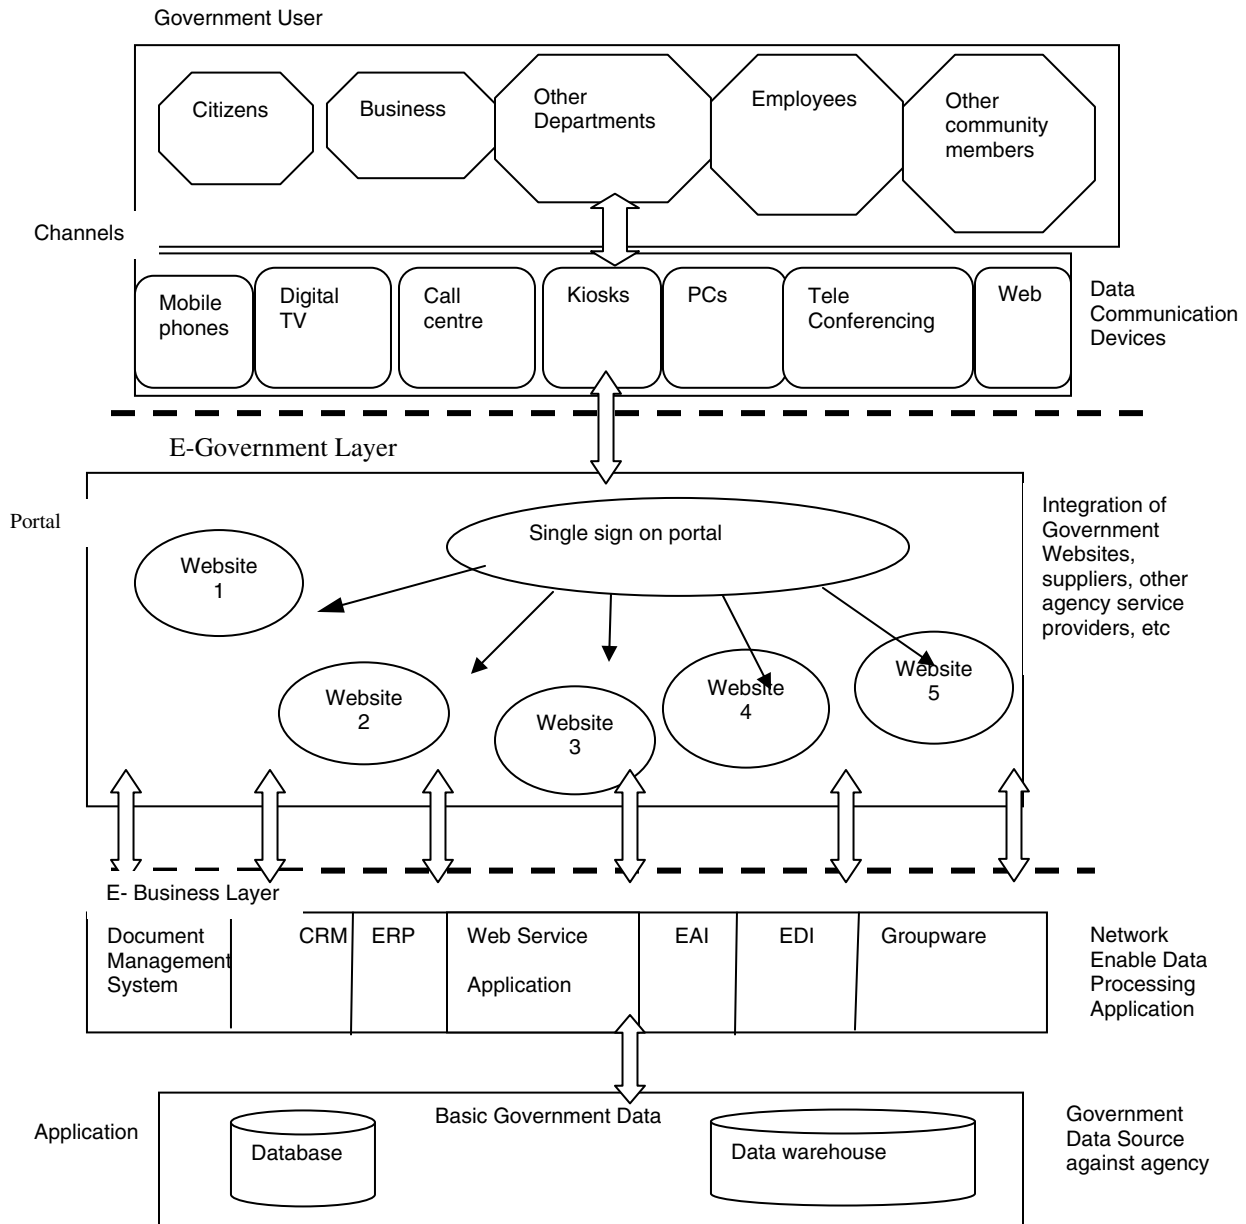 Government User
Citizens
Business
Other
Departments
Employees
Other
community
members
Channels
Mobile
phones
Digital
TV
Call
centre
Kiosks
PCs
Tele
Conferencing
Web
Data
Communication
Devices
E-Government Layer
Portal
Single sign on portal
Website
1
Website
2
Website
3
Website
4
Website
5
Integration of
Government
Websites,
suppliers, other
agency service
providers, etc
E- Business Layer
Document
Management
System
CRM
ERP
Web Service
Application
EAI
EDI
Groupware
Network
Enable Data
Processing
Application
Application
Basic Government Data
Database
Data warehouse
Government
Data Source
against agency